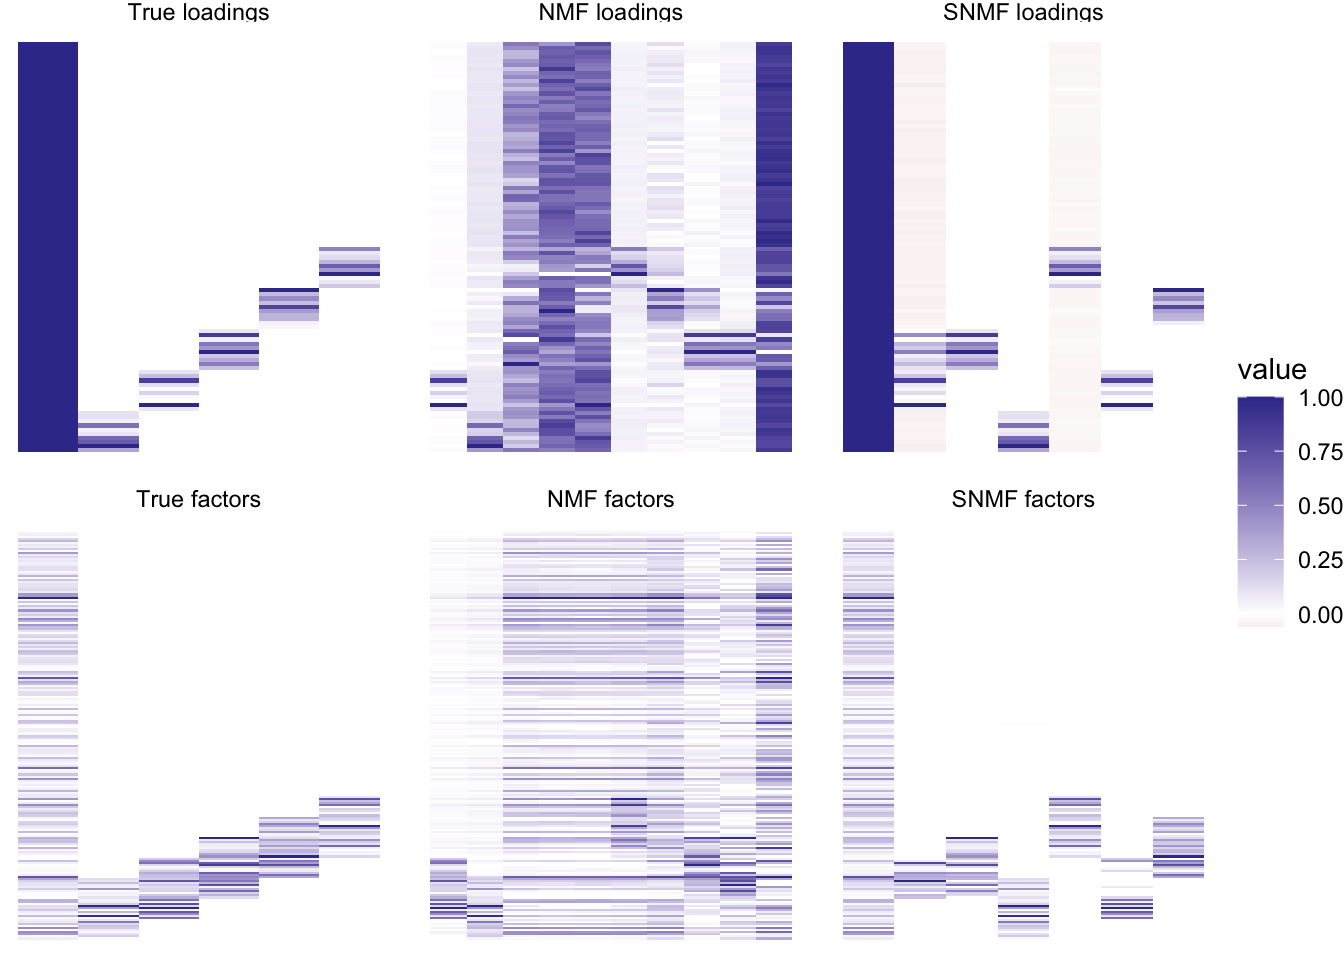 True loadings
NMF loadings
SNMF loadings
value
1.00
0.75
0.50
0.25
0.00
True factors
NMF factors
SNMF factors